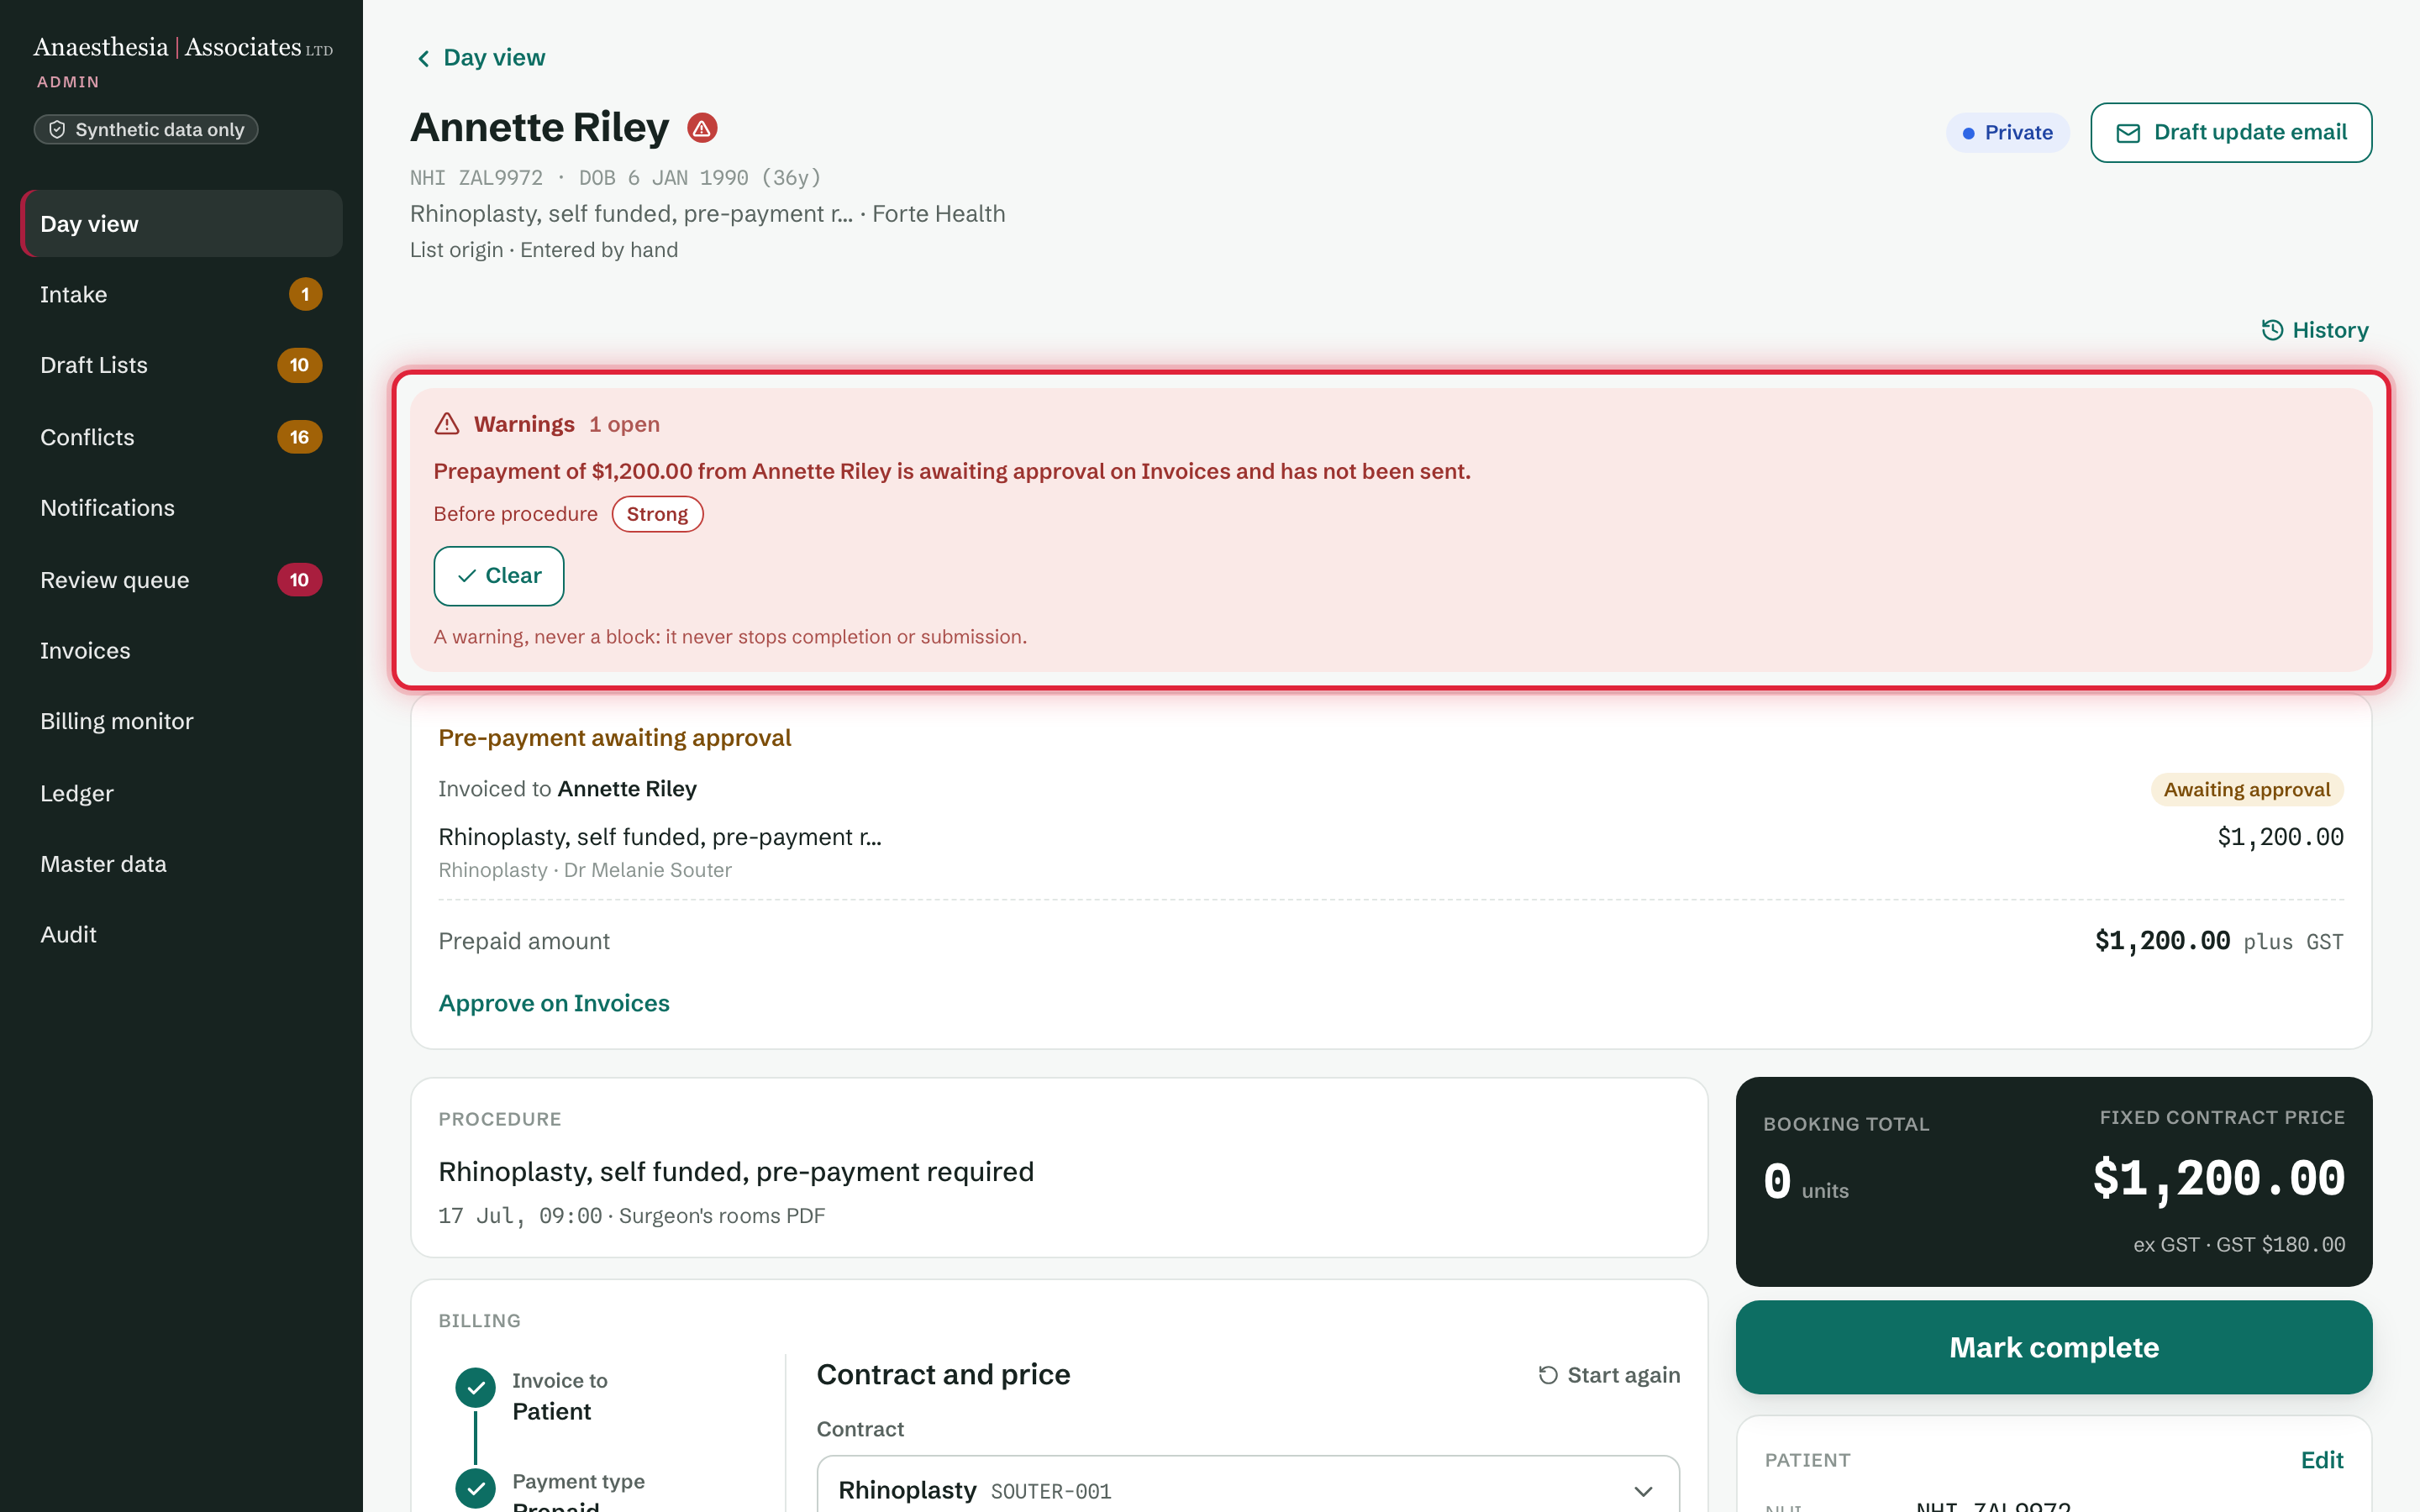 Anaesthesia | Associates LTD
ADMIN
Synthetic data only
Day view
Intake 1
Draft Lists 10
Conflicts 16
Notifications
Review queue 10
Invoices
Billing monitor
Ledger
Master data
Audit
Day view
Annette Riley
Private
Draft update email
NHI ZAL9972 · DOB 6 JAN 1990 (36y)
Rhinoplasty, self funded, pre-payment r... · Forte Health
List origin · Entered by hand
History
Warnings 1 open
Prepayment of $1,200.00 from Annette Riley is awaiting approval on Invoices and has not been sent.
Before procedure Strong
Clear
A warning, never a block: it never stops completion or submission.
Pre-payment awaiting approval
Invoiced to Annette Riley
Awaiting approval
Rhinoplasty, self funded, pre-payment r... $1,200.00
Rhinoplasty · Dr Melanie Souter
Prepaid amount $1,200.00 plus GST
Approve on Invoices
PROCEDURE
Rhinoplasty, self funded, pre-payment required
17 Jul, 09:00 · Surgeon's rooms PDF
BOOKING TOTAL
0 units
FIXED CONTRACT PRICE
$1,200.00
ex GST · GST $180.00
Mark complete
BILLING
Invoice to
Patient
Payment type
Prepaid
Contract and price
Start again
Contract
Rhinoplasty SOUTER-001
PATIENT
Edit
NHI NHI ZAL9972